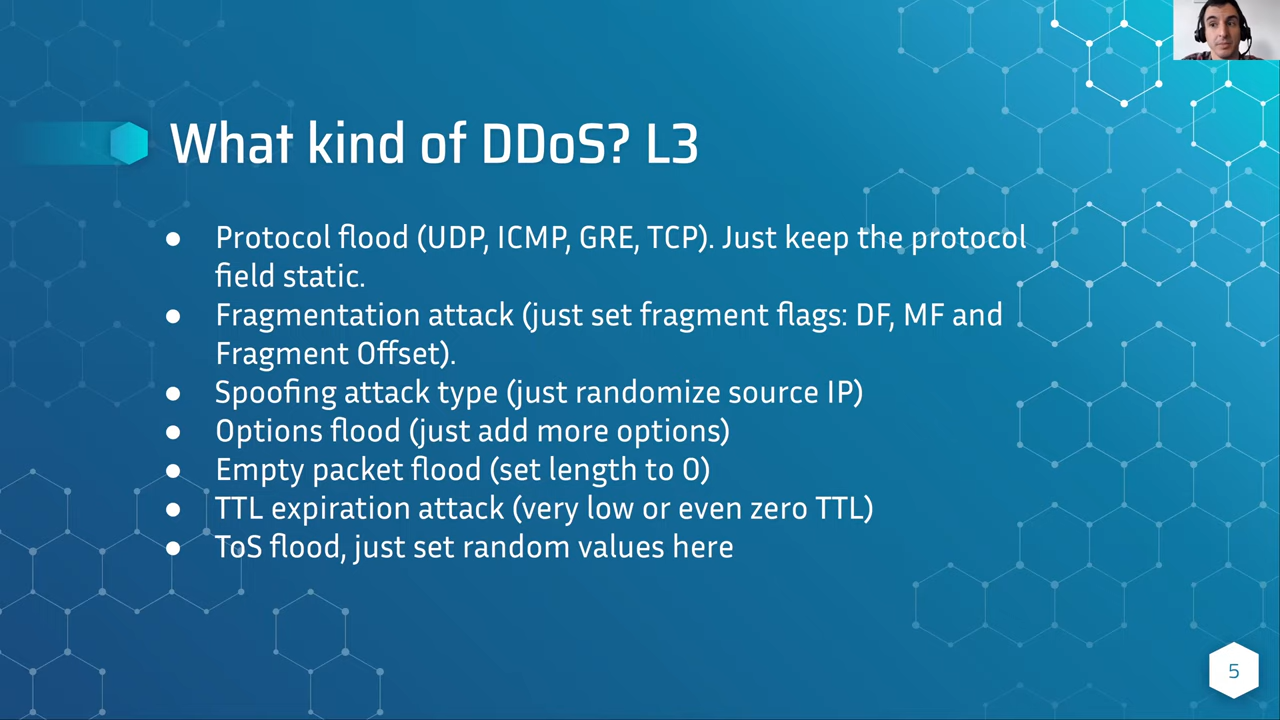 What kind of DDoS? L3
● Protocol flood (UDP, ICMP, GRE, TCP). Just keep the protocol
field static.
● Fragmentation attack (just set fragment flags: DF, MF and
Fragment Offset).
● Spoofing attack type (just randomize source IP)
● Options flood (just add more options)
● Empty packet flood (set length to 0)
● TTL expiration attack (very low or even zero TTL)
● ToS flood, just set random values here
5